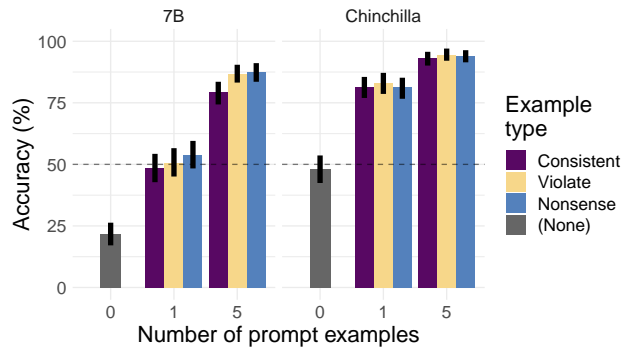 7B
Chinchilla
Accuracy (%)
100
75
50
25
0
0 1 5
0 1 5
Number of prompt examples
Example
type
Consistent
Violate
Nonsense
(None)